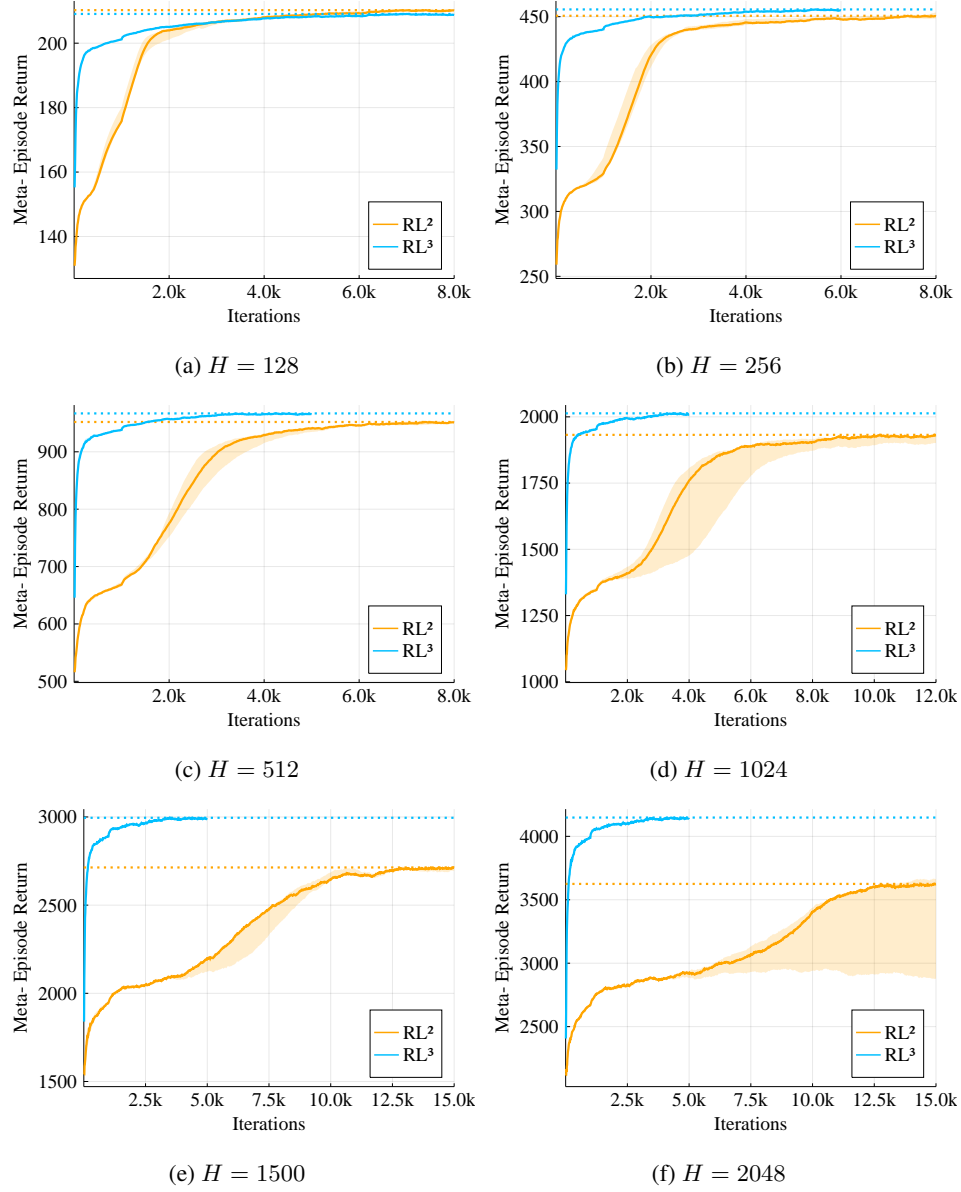 Meta- Episode Return
210
200
180
160
140
2.0k 4.0k 6.0k 8.0k
Iterations
RL²
RL³
(a) H = 128
Meta- Episode Return
450
400
350
300
250
2.0k 4.0k 6.0k 8.0k
Iterations
RL²
RL³
(b) H = 256
Meta- Episode Return
900
800
700
600
500
2.0k 4.0k 6.0k 8.0k
Iterations
RL²
RL³
(c) H = 512
Meta- Episode Return
2000
1750
1500
1250
1000
2.0k 4.0k 6.0k 8.0k 10.0k 12.0k
Iterations
RL²
RL³
(d) H = 1024
Meta- Episode Return
3000
2500
2000
1500
2.5k 5.0k 7.5k 10.0k 12.5k 15.0k
Iterations
RL²
RL³
(e) H = 1500
Meta- Episode Return
4000
3500
3000
2500
2.5k 5.0k 7.5k 10.0k 12.5k 15.0k
Iterations
RL²
RL³
(f) H = 2048